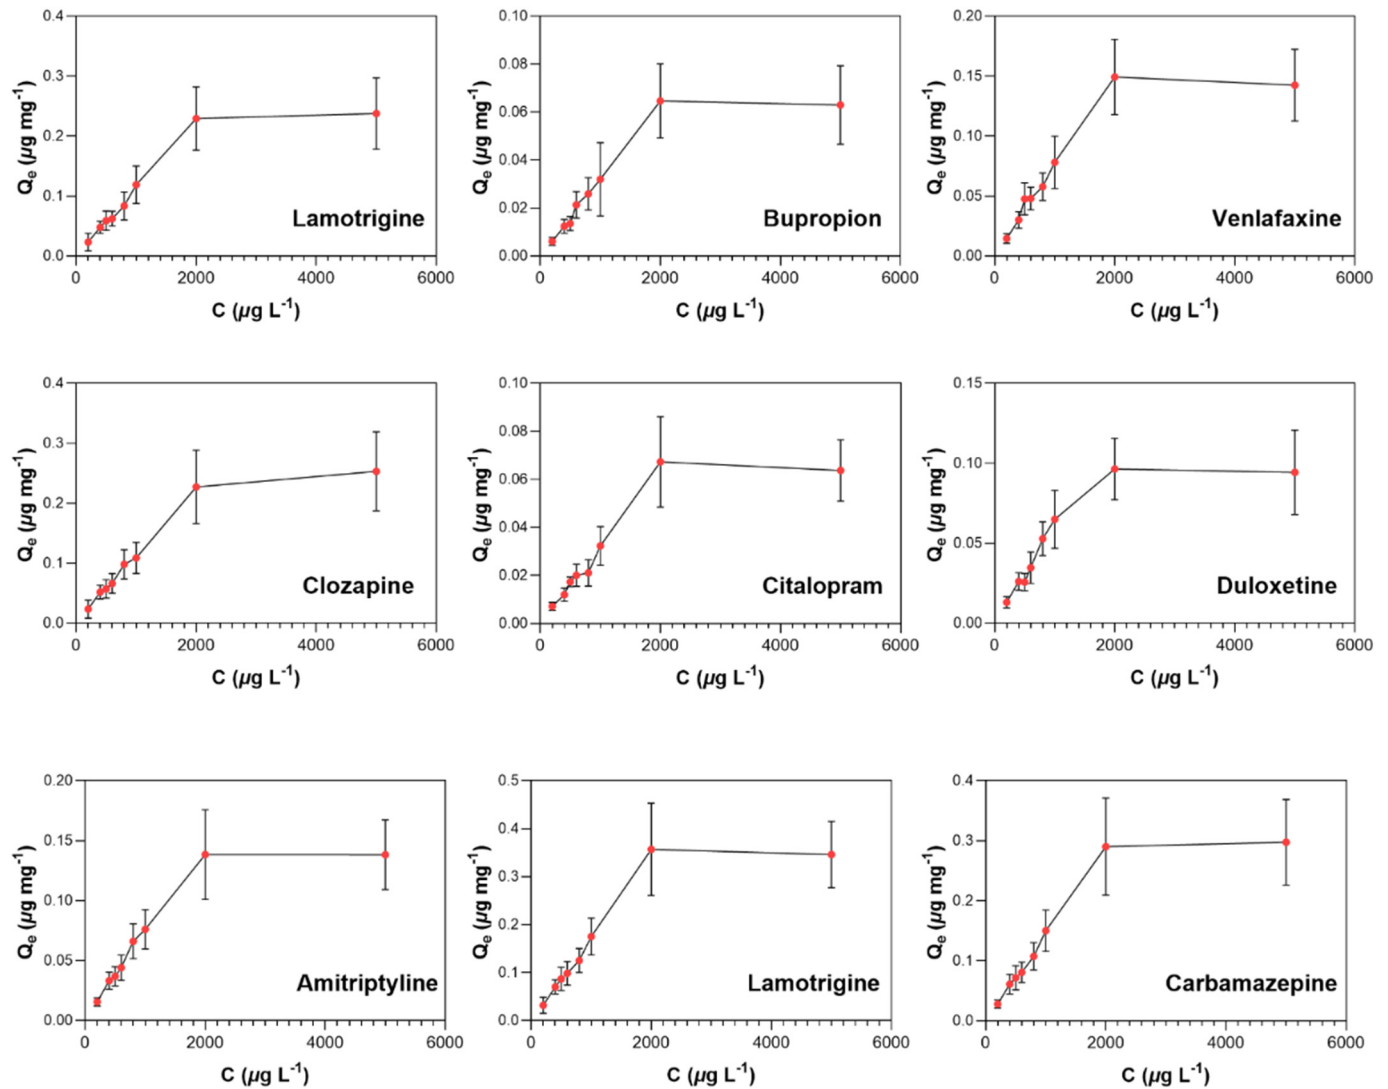 0.4
0.3
0.2
0.1
0.0
Qe (µg mg-1)
Lamotrigine
0 2000 4000 6000
C (µg L-1)
0.10
0.08
0.06
0.04
0.02
0.00
Qe (µg mg-1)
Bupropion
0 2000 4000 6000
C (µg L-1)
0.20
0.15
0.10
0.05
0.00
Qe (µg mg-1)
Venlafaxine
0 2000 4000 6000
C (µg L-1)
0.4
0.3
0.2
0.1
0.0
Qe (µg mg-1)
Clozapine
0 2000 4000 6000
C (µg L-1)
0.10
0.08
0.06
0.04
0.02
0.00
Qe (µg mg-1)
Citalopram
0 2000 4000 6000
C (µg L-1)
0.15
0.10
0.05
0.00
Qe (µg mg-1)
Duloxetine
0 2000 4000 6000
C (µg L-1)
0.20
0.15
0.10
0.05
0.00
Qe (µg mg-1)
Amitriptyline
0 2000 4000 6000
C (µg L-1)
0.5
0.4
0.3
0.2
0.1
0.0
Qe (µg mg-1)
Lamotrigine
0 2000 4000 6000
C (µg L-1)
0.4
0.3
0.2
0.1
0.0
Qe (µg mg-1)
Carbamazepine
0 2000 4000 6000
C (µg L-1)